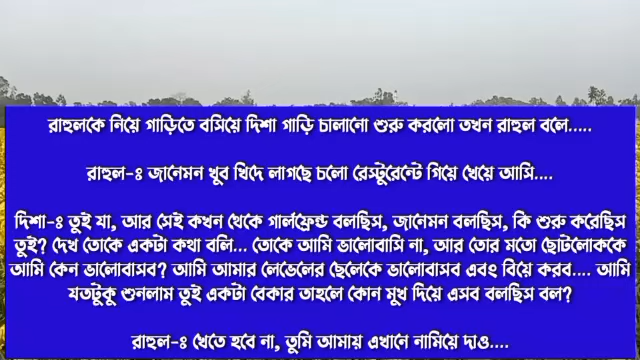 রাহুলকে নিয়ে গাড়িতে বসিয়ে দিশা গাড়ি চালানো শুরু করলো তখন রাহুল বলে.....
রাহুল-ঃ জানেমন খুব খিদে লাগছে চলো রেস্টুরেন্টে গিয়ে খেয়ে আসি....
দিশা-ঃ তুই যা, আর সেই কখন থেকে গার্লফ্রেন্ড বলছিস, জানেমন বলছিস, কি শুরু করেছিস
তুই? দেখ তোকে একটা কথা বলি... তোকে আমি ভালোবাসি না, আর তোর মতো ছোটলোককে
আমি কেন ভালোবাসব? আমি আমার লেভেলের ছেলেকে ভালোবাসব এবং বিয়ে করব.... আমি
যতটুকু শুনলাম তুই একটা বেকার তাহলে কোন মুখ দিয়ে এসব বলছিস বল?
রাহুল-ঃ খেতে হবে না, তুমি আমায় এখানে নামিয়ে দাও....